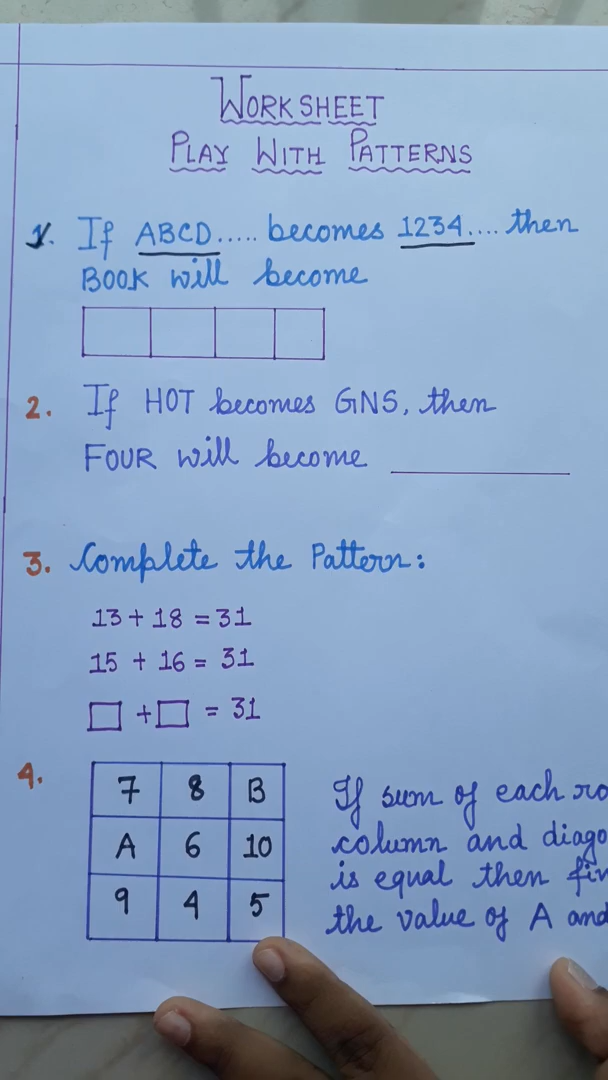 WORKSHEET
PLAY WITH PATTERNS
1. If ABCD..... becomes 1234.... then
BOOK will become
2. If HOT becomes GNS, then
FOUR will become
3. Complete the Pattern:
13 + 18 = 31
15 + 16 = 31
□ + □ = 31
4.
7 8 B
A 6 10
9 4 5
If sum of each
column and
is equal then
the value of A and